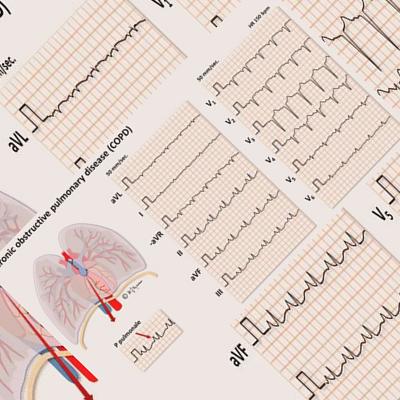 aVL
HR 150 bpm
50 mm/sec.
V₁
V₂
V₃
V₄
V₅
V₆
V₅
ronic obstructive pulmonary disease (COPD)
50 mm/sec.
aVL
I
-aVR
II
aVF
III
P pulmonale
aVF